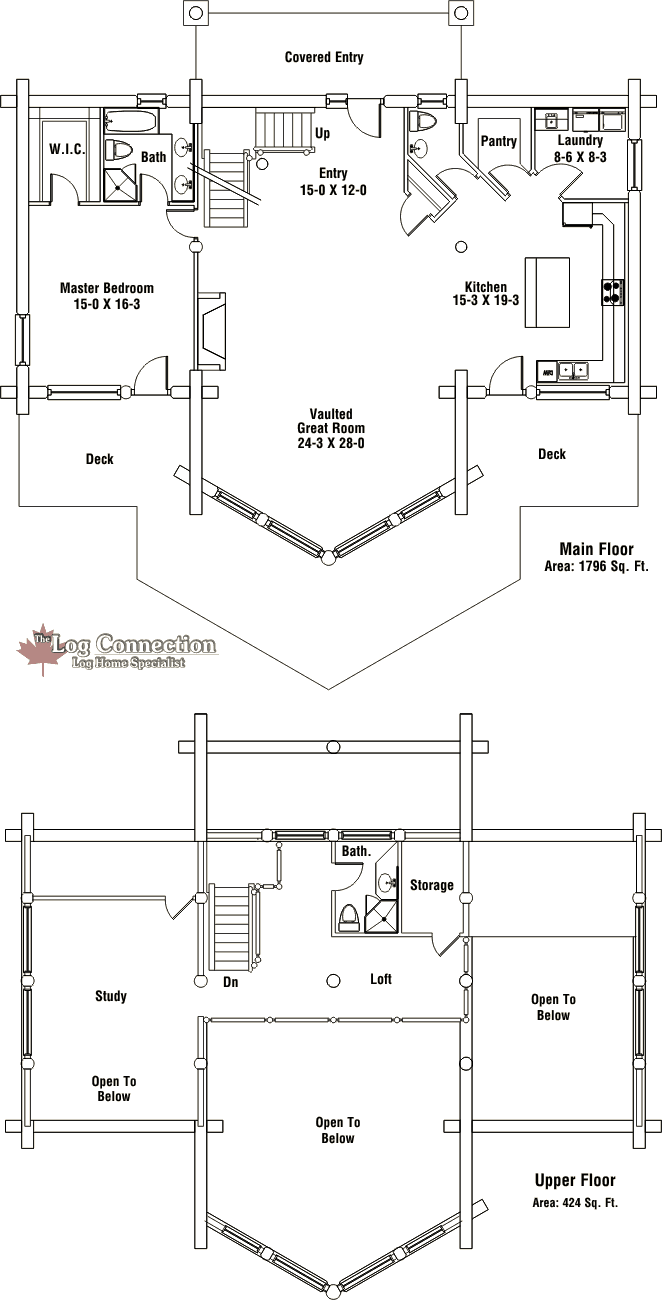 Covered Entry
W.I.C.
Bath
Up
Entry
15-0 X 12-0
Pantry
Laundry
8-6 X 8-3
Master Bedroom
15-0 X 16-3
Kitchen
15-3 X 19-3
DW
Vaulted
Great Room
24-3 X 28-0
Deck
Deck
Main Floor
Area: 1796 Sq. Ft.
The Log Connection
Log Home Specialist
Bath.
Storage
Dn
Loft
Study
Open To
Below
Open To
Below
Open To
Below
Upper Floor
Area: 424 Sq. Ft.